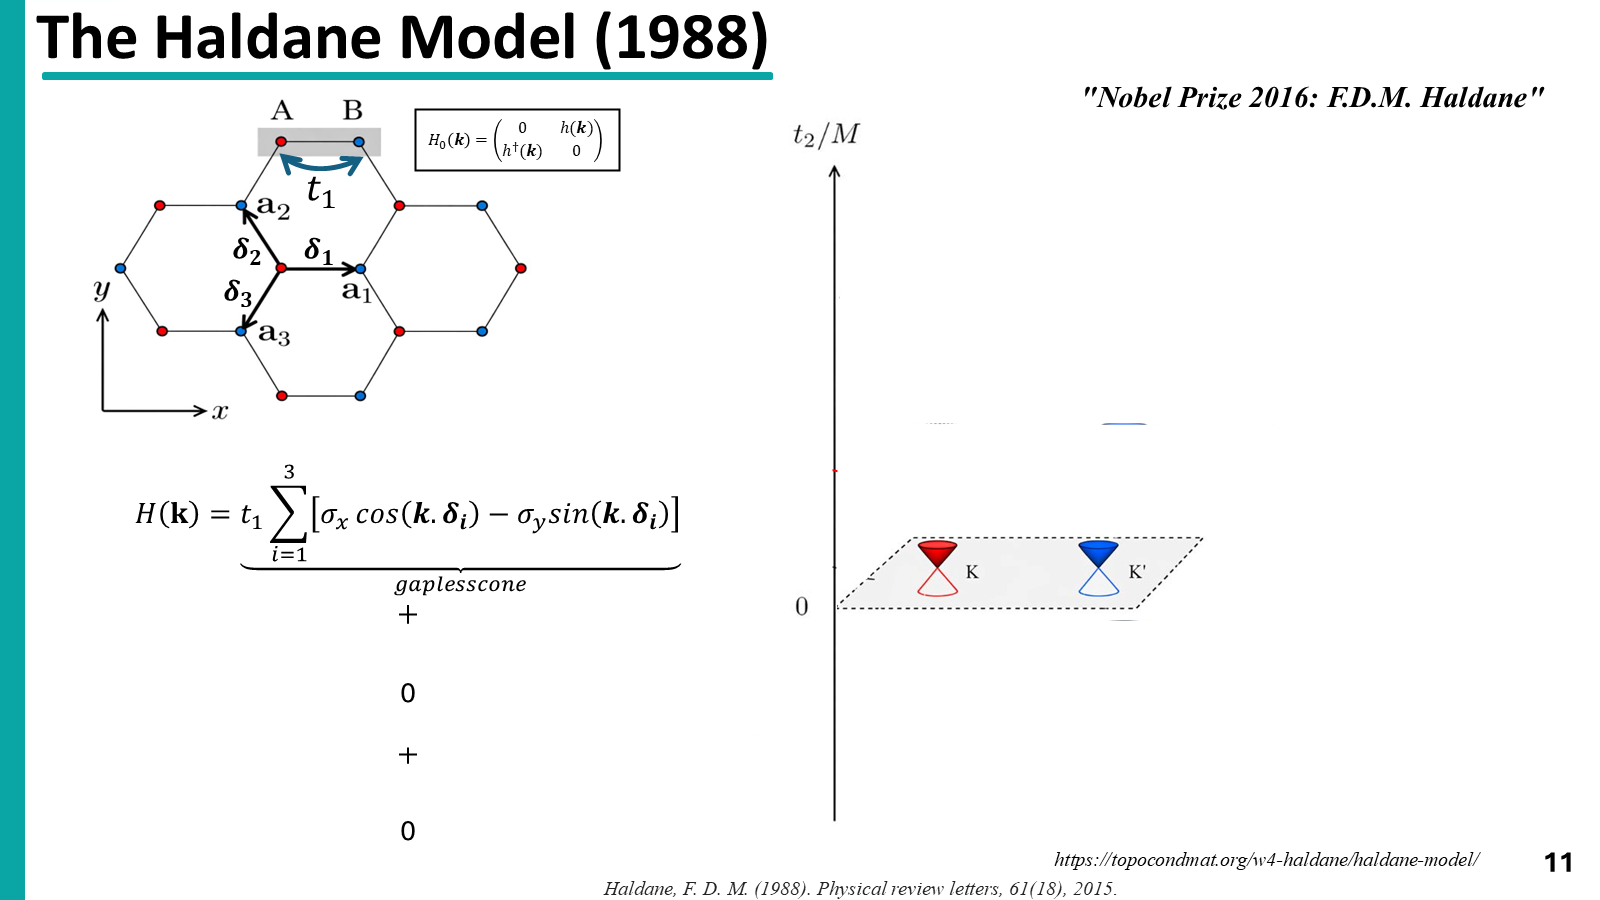 The Haldane Model (1988)
"Nobel Prize 2016: F.D.M. Haldane"
A B
H₀(𝒌) = ( 0 h(𝒌)
h†(𝒌) 0 )
t₁
a₂
δ₂ δ₁
δ₃ a₁
y
a₃
x
t₂/M
H(𝐤) = t₁ ∑_{i=1}^{3} [σₓ cos(𝒌. 𝜹ᵢ) − σ_y sin(𝒌. 𝜹ᵢ)]
gaplesscone
+
0
+
0
K K'
0
https://topocondmat.org/w4-haldane/haldane-model/
11
Haldane, F. D. M. (1988). Physical review letters, 61(18), 2015.